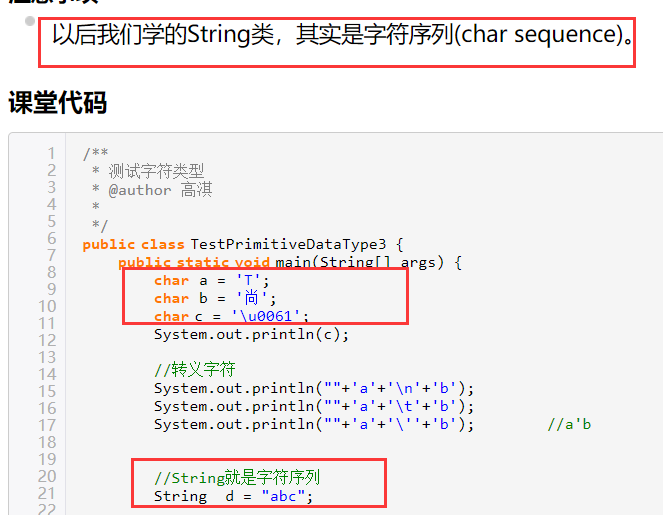 以后我们学的String类，其实是字符序列(char sequence)。
课堂代码
1 /**
2  * 测试字符类型
3  * @author 高淇
4  *
5  */
6 public class TestPrimitiveDataType3 {
7     public static void main(String[] args) {
8         char a = 'T';
9         char b = '尚';
10         char c = '\u0061';
11         System.out.println(c);
12
13         //转义字符
14         System.out.println(""+'a'+'\n'+'b');
15         System.out.println(""+'a'+'\t'+'b');
16         System.out.println(""+'a'+'\''+'b');        //a'b
17
18
19         //String就是字符序列
20         String  d = "abc";
21
22